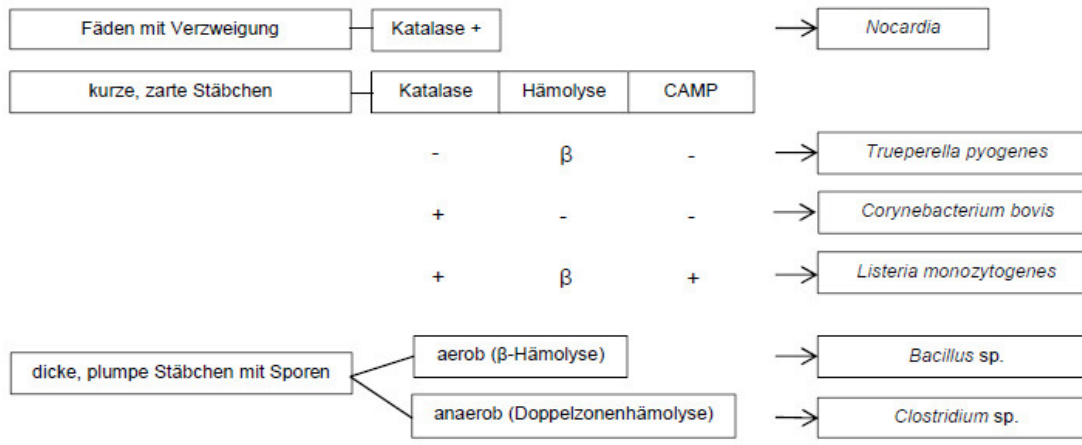 Fäden mit Verzweigung Katalase + Nocardia
kurze, zarte Stäbchen Katalase Hämolyse CAMP
- β - Trueperella pyogenes
+ - - Corynebacterium bovis
+ β + Listeria monozytogenes
aerob (β-Hämolyse) Bacillus sp.
dicke, plumpe Stäbchen mit Sporen
anaerob (Doppelzonenhämolyse) Clostridium sp.